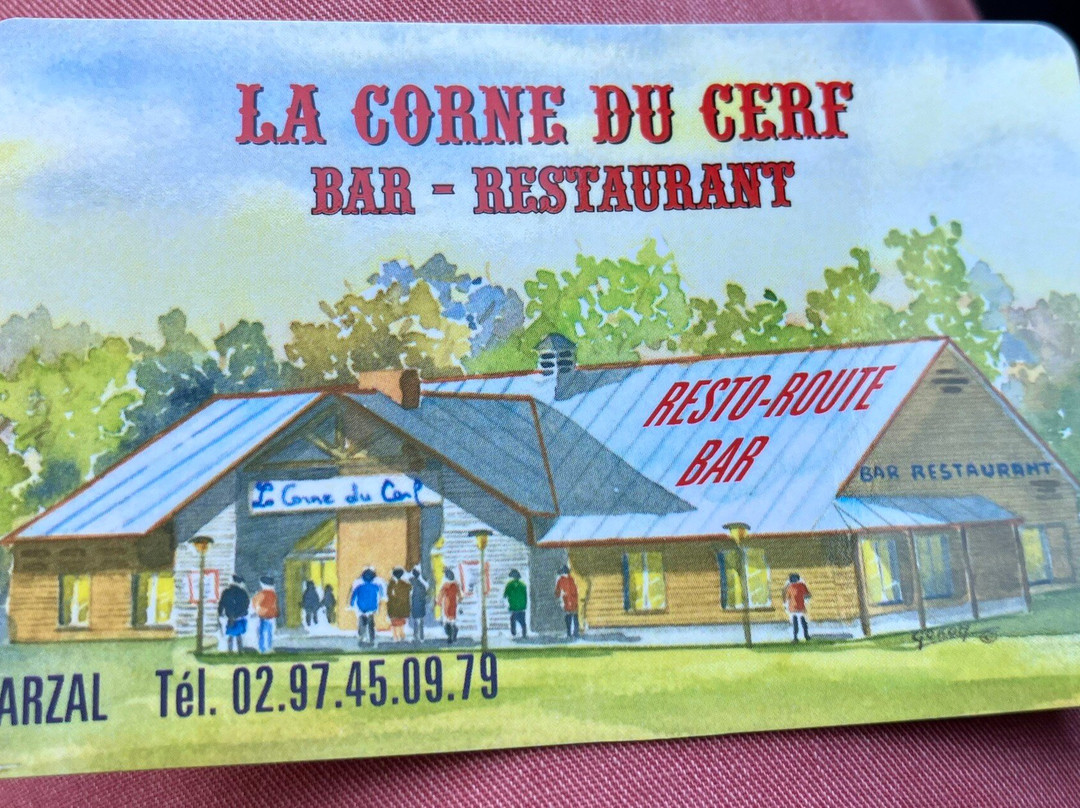 LA CORNE DU CERF
BAR - RESTAURANT
RESTO-ROUTE
BAR
BAR RESTAURANT
La Corne du Cerf
ARZAL Tél. 02.97.45.09.79